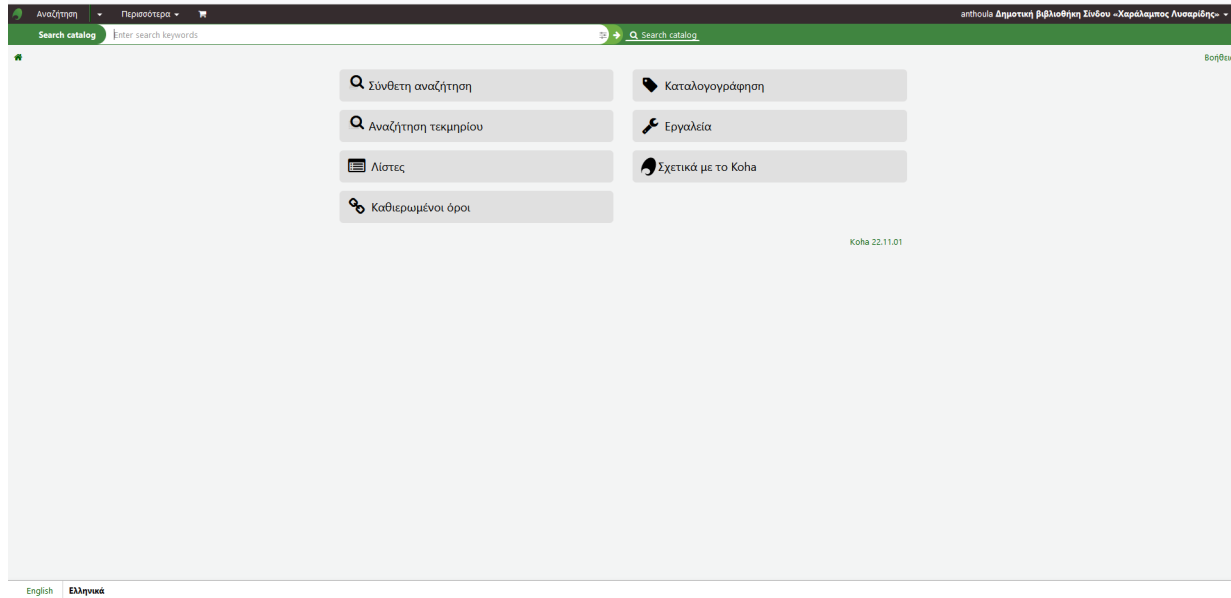 Αναζήτηση Περισσότερα anthoula Δημοτική βιβλιοθήκη Σίνδου «Χαράλαμπος Λυσαρίδης»
Search catalog Enter search keywords Search catalog
Βοήθεια
Σύνθετη αναζήτηση Καταλογογράφηση
Αναζήτηση τεκμηρίου Εργαλεία
Λίστες Σχετικά με το Koha
Καθιερωμένοι όροι
Koha 22.11.01
English Ελληνικά